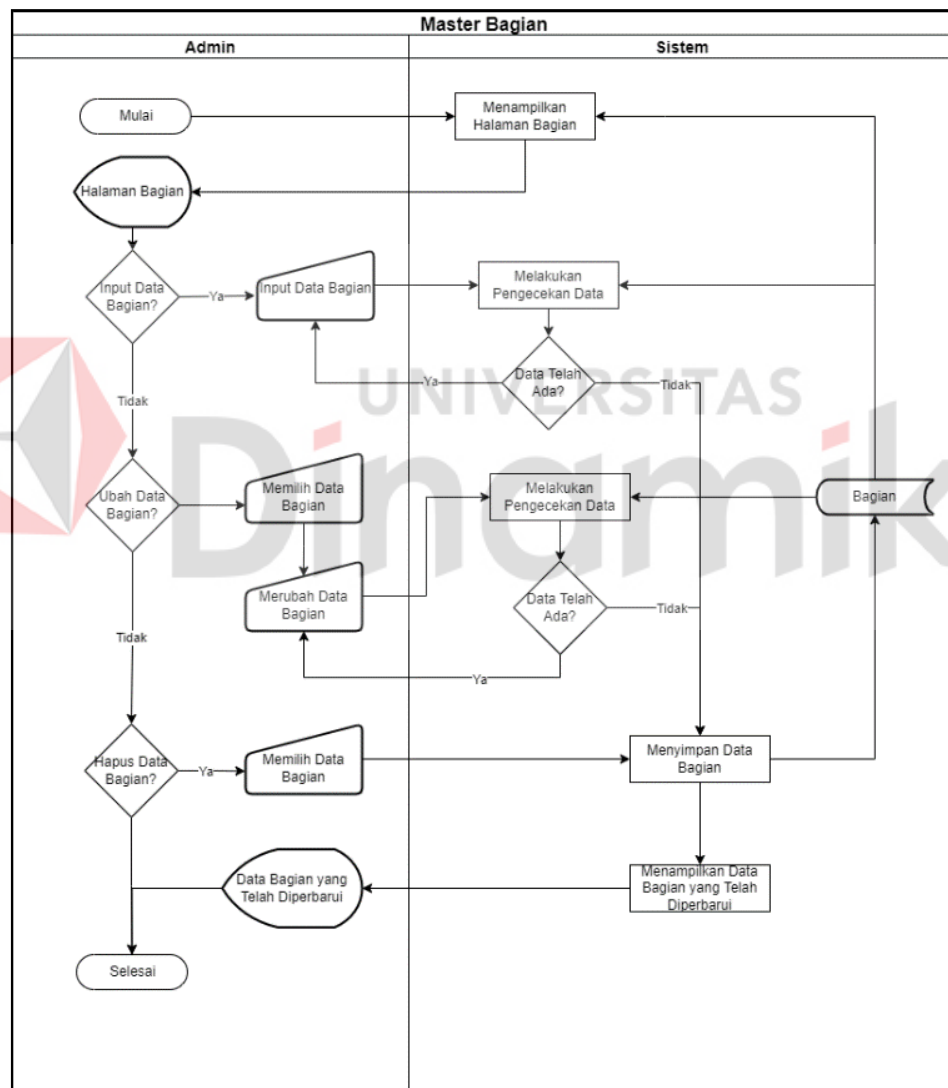 Master Bagian
Admin
Sistem
Mulai
Menampilkan
Halaman Bagian
Halaman Bagian
Input Data
Bagian?
Ya
Input Data Bagian
Melakukan
Pengecekan Data
Data Telah
Ada?
Ya
Tidak
Tidak
UNIVERSITAS
Dinamika
Ubah Data
Bagian?
Memilih Data
Bagian
Melakukan
Pengecekan Data
Bagian
Merubah Data
Bagian
Data Telah
Ada?
Tidak
Tidak
Ya
Hapus Data
Bagian?
Ya
Memilih Data
Bagian
Menyimpan Data
Bagian
Data Bagian yang
Telah Diperbarui
Menampilkan Data
Bagian yang Telah
Diperbarui
Selesai